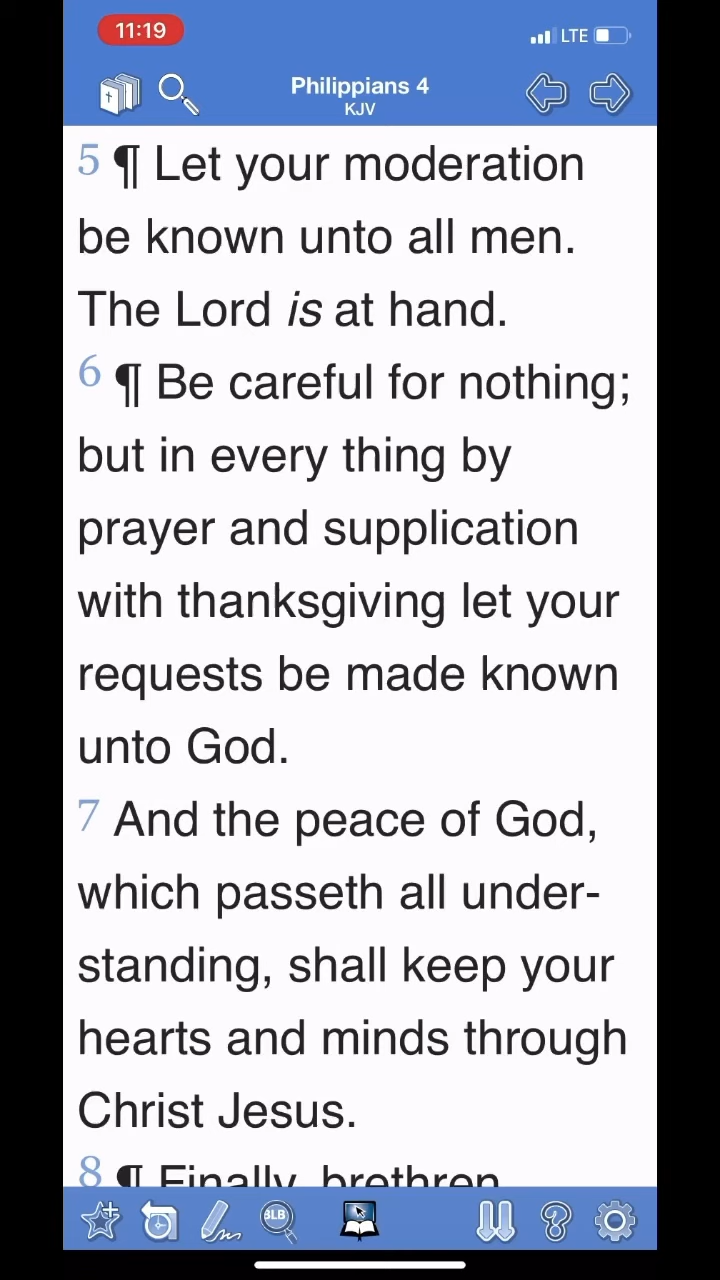 11:19
LTE
Philippians 4
KJV
5 ¶ Let your moderation
be known unto all men.
The Lord is at hand.
6 ¶ Be careful for nothing;
but in every thing by
prayer and supplication
with thanksgiving let your
requests be made known
unto God.
7 And the peace of God,
which passeth all under-
standing, shall keep your
hearts and minds through
Christ Jesus.
8 ¶ Finally, brethren,
BLB